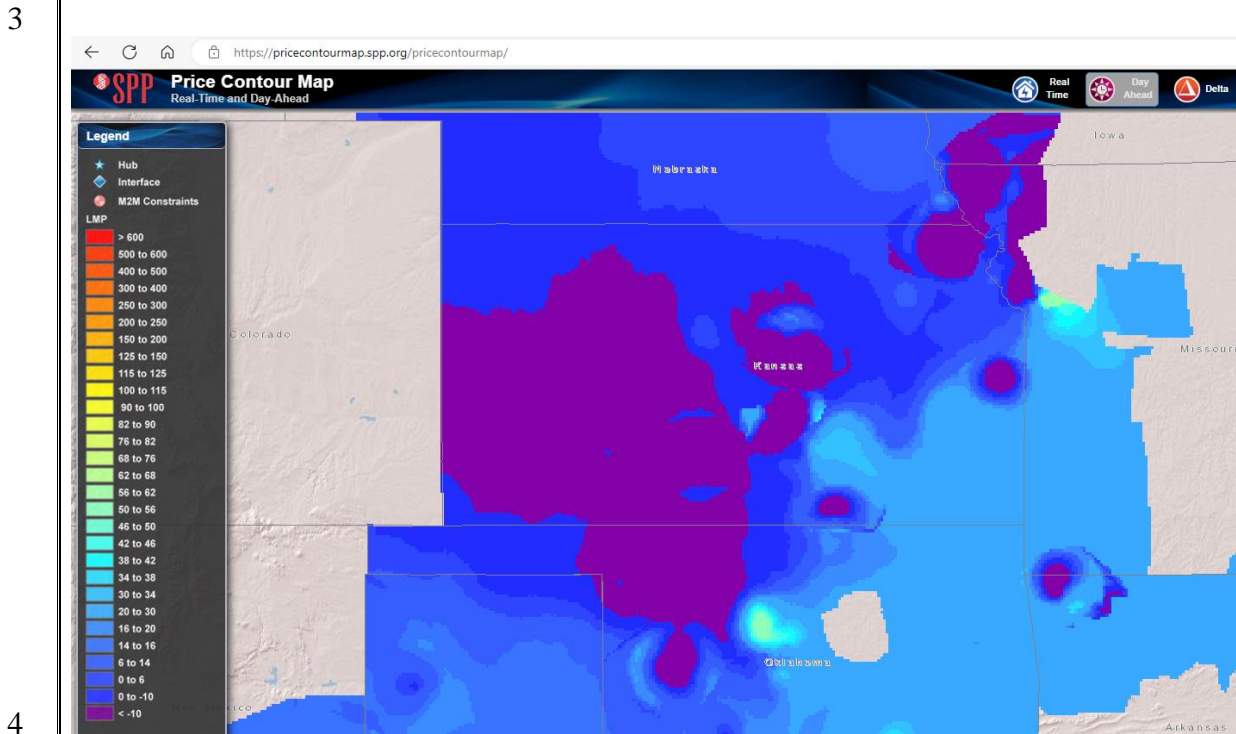 3
https://pricecontourmap.spp.org/pricecontourmap/
SPP
Price Contour Map
Real-Time and Day-Ahead
Real Time
Day Ahead
Delta
Legend
Hub
Interface
M2M Constraints
LMP
> 600
500 to 600
400 to 500
300 to 400
250 to 300
200 to 250
150 to 200
125 to 150
115 to 125
100 to 115
90 to 100
82 to 90
76 to 82
68 to 76
62 to 68
56 to 62
50 to 56
46 to 50
42 to 46
38 to 42
34 to 38
30 to 34
20 to 30
16 to 20
14 to 16
6 to 14
0 to 6
0 to -10
< -10
Iowa
Nebraska
Colorado
Missouri
Kansas
Oklahoma
Arkansas
4